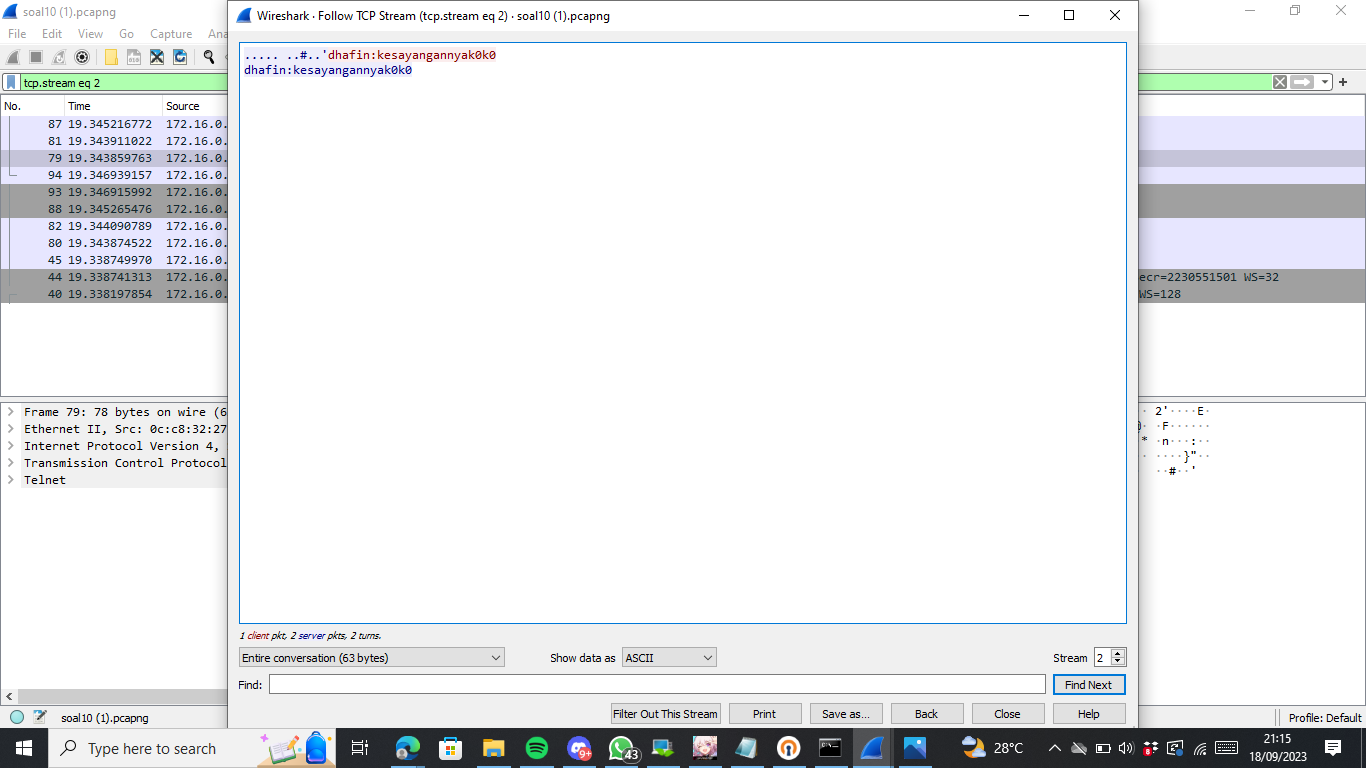 soal10 (1).pcapng
File Edit View Go Capture Ana
tcp.stream eq 2
No. Time Source
87 19.345216772 172.16.0.
81 19.343911022 172.16.0.
79 19.343859763 172.16.0.
94 19.346939157 172.16.0.
93 19.346915992 172.16.0.
88 19.345265476 172.16.0.
82 19.344090789 172.16.0.
80 19.343874522 172.16.0.
45 19.338749970 172.16.0.
44 19.338741313 172.16.0.
40 19.338197854 172.16.0.
ecr=2230551501 WS=32
WS=128
Frame 79: 78 bytes on wire (6
Ethernet II, Src: 0c:c8:32:27
Internet Protocol Version 4,
Transmission Control Protocol
Telnet
· 2'····E·
@ ·F······
* ·n···:··
· ····}"··
··#··'
soal10 (1).pcapng
Profile: Default
Wireshark · Follow TCP Stream (tcp.stream eq 2) · soal10 (1).pcapng
..... ..#..'dhafin:kesayangannyak0k0
dhafin:kesayangannyak0k0
1 client pkt, 2 server pkts, 2 turns.
Entire conversation (63 bytes) Show data as ASCII Stream 2
Find: Find Next
Filter Out This Stream Print Save as... Back Close Help
Type here to search
9+
43
28°C
21:15
18/09/2023